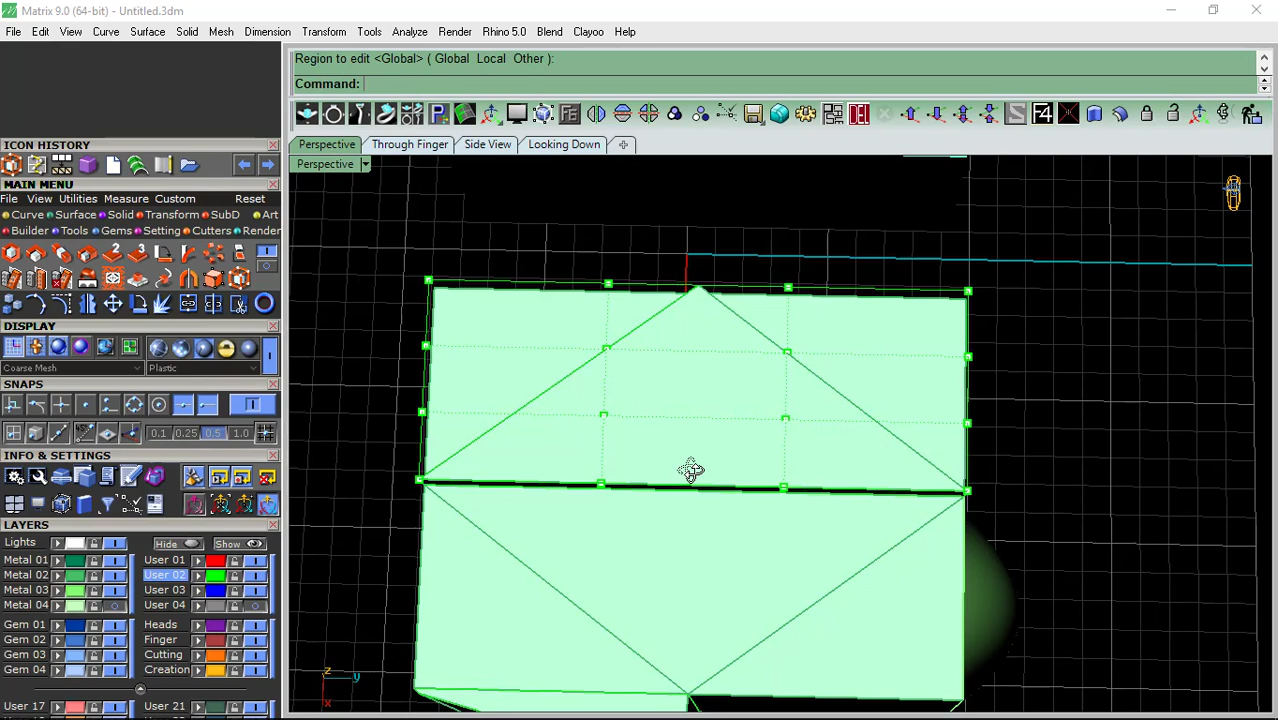 Matrix 9.0 (64-bit) - Untitled.3dm
File Edit View Curve Surface Solid Mesh Dimension Transform Tools Analyze Render Rhino 5.0 Blend Clayoo Help
Region to edit <Global> ( Global Local Other ):
Command:
Perspective Through Finger Side View Looking Down
Perspective
ICON HISTORY
MAIN MENU
File View Utilities Measure Custom Reset
Curve Surface Solid Transform SubD Art
Builder Tools Gems Setting Cutters Render
DISPLAY
Coarse Mesh Plastic
SNAPS
0.1 0.25 0.5 1.0
INFO & SETTINGS
LAYERS
Lights Hide Show
Metal 01 User 01
Metal 02 User 02
Metal 03 User 03
Metal 04 User 04
Gem 01 Heads
Gem 02 Finger
Gem 03 Cutting
Gem 04 Creation
User 17 User 21
F4
DEL
z
y
x